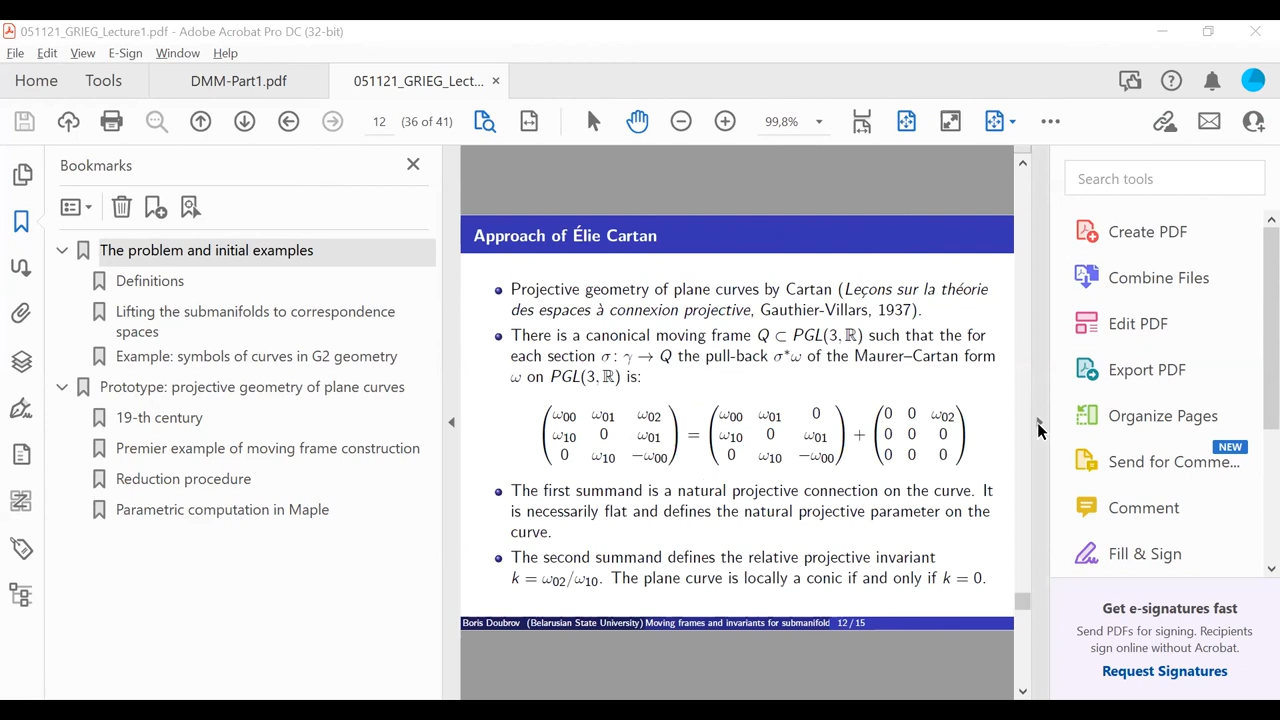 051121_GRIEG_Lecture1.pdf - Adobe Acrobat Pro DC (32-bit)
File Edit View E-Sign Window Help
Home Tools DMM-Part1.pdf 051121_GRIEG_Lect... ×
12 (36 of 41) 99,8%
Bookmarks
The problem and initial examples
Definitions
Lifting the submanifolds to correspondence
spaces
Example: symbols of curves in G2 geometry
Prototype: projective geometry of plane curves
19-th century
Premier example of moving frame construction
Reduction procedure
Parametric computation in Maple
Approach of Élie Cartan
Projective geometry of plane curves by Cartan (Leçons sur la théorie
des espaces à connexion projective, Gauthier-Villars, 1937).
There is a canonical moving frame Q ⊂ PGL(3, ℝ) such that the for
each section σ: γ → Q the pull-back σ*ω of the Maurer–Cartan form
ω on PGL(3, ℝ) is:
ω00 ω01 ω02 ω00 ω01 0 0 0 ω02
ω10 0 ω01 = ω10 0 ω01 + 0 0 0
0 ω10 −ω00 0 ω10 −ω00 0 0 0
The first summand is a natural projective connection on the curve. It
is necessarily flat and defines the natural projective parameter on the
curve.
The second summand defines the relative projective invariant
k = ω02/ω10. The plane curve is locally a conic if and only if k = 0.
Boris Doubrov (Belarusian State University) Moving frames and invariants for submanifold 12 / 15
Search tools
Create PDF
Combine Files
Edit PDF
Export PDF
Organize Pages
NEW
Send for Comme...
Comment
Fill & Sign
Get e-signatures fast
Send PDFs for signing. Recipients
sign online without Acrobat.
Request Signatures